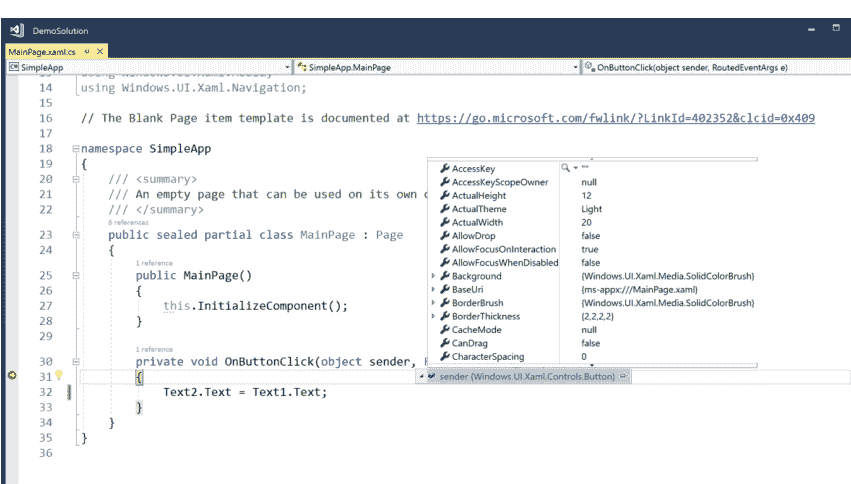 DemoSolution
MainPage.xaml.cs
SimpleApp SimpleApp.MainPage OnButtonClick(object sender, RoutedEventArgs e)
14 using Windows.UI.Xaml.Navigation;
15
16 // The Blank Page item template is documented at https://go.microsoft.com/fwlink/?LinkId=402352&clcid=0x409
17
18 namespace SimpleApp
19 {
20 /// <summary>
21 /// An empty page that can be used on its own
22 /// </summary>
8 references
23 public sealed partial class MainPage : Page
24 {
1 reference
25 public MainPage()
26 {
27 this.InitializeComponent();
28 }
29
1 reference
30 private void OnButtonClick(object sender,
31 {
32 Text2.Text = Text1.Text;
33 }
34 }
35 }
36
AccessKey ""
AccessKeyScopeOwner null
ActualHeight 12
ActualTheme Light
ActualWidth 20
AllowDrop false
AllowFocusOnInteraction true
AllowFocusWhenDisabled false
Background {Windows.UI.Xaml.Media.SolidColorBrush}
BaseUri {ms-appx:///MainPage.xaml}
BorderBrush {Windows.UI.Xaml.Media.SolidColorBrush}
BorderThickness {2,2,2,2}
CacheMode null
CanDrag false
CharacterSpacing 0
sender {Windows.UI.Xaml.Controls.Button}